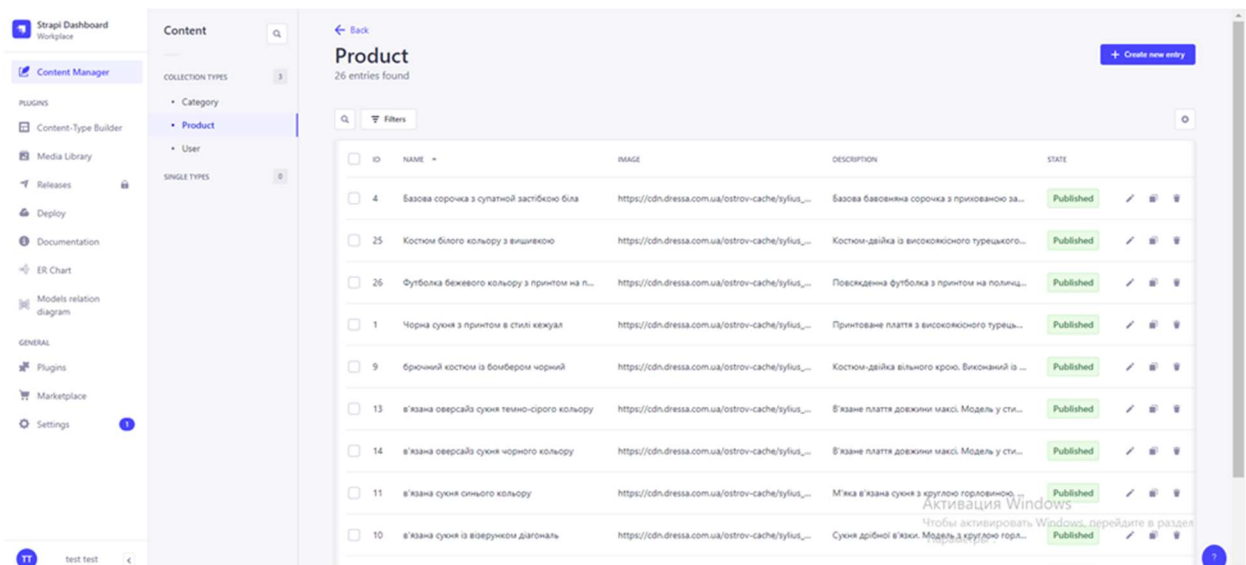 Strapi Dashboard
Workplace
Content Manager
PLUGINS
Content-Type Builder
Media Library
Releases
Deploy
Documentation
ER Chart
Models relation
diagram
GENERAL
Plugins
Marketplace
Settings
1
TT
test test
Content
COLLECTION TYPES 3
Category
Product
User
SINGLE TYPES 0
Back
Product
26 entries found
+ Create new entry
Filters
ID NAME IMAGE DESCRIPTION STATE
4 Базова сорочка з супатной застібкою біла https://cdn.dressa.com.ua/ostrov-cache/sylius_... Базова бавовняна сорочка з прихованою за... Published
25 Костюм білого кольору з вишивкою https://cdn.dressa.com.ua/ostrov-cache/sylius_... Костюм-двійка із високоякісного турецького... Published
26 Футболка бежевого кольору з принтом на п... https://cdn.dressa.com.ua/ostrov-cache/sylius_... Повсякденна футболка з принтом на полочц... Published
1 Чорна сукня з принтом в стилі кежуал https://cdn.dressa.com.ua/ostrov-cache/sylius_... Принтоване плаття з високоякісного турець... Published
9 брючний костюм із бомбером чорний https://cdn.dressa.com.ua/ostrov-cache/sylius_... Костюм-двійка вільного крою. Виконаний із ... Published
13 в'язана оверсайз сукня темно-сірого кольору https://cdn.dressa.com.ua/ostrov-cache/sylius_... В'язане плаття довжини максі. Модель у сти... Published
14 в'язана оверсайз сукня чорного кольору https://cdn.dressa.com.ua/ostrov-cache/sylius_... В'язане плаття довжини максі. Модель у сти... Published
11 в'язана сукня синього кольору https://cdn.dressa.com.ua/ostrov-cache/sylius_... М'яка в'язана сукня з круглою горловиною. ... Published
10 в'язана сукня із візерунком діагональ https://cdn.dressa.com.ua/ostrov-cache/sylius_... Сукня дрібної в'язки. Модель з круглою горл... Published
Активация Windows
Чтобы активировать Windows, перейдите в раздел
"Параметры".
?